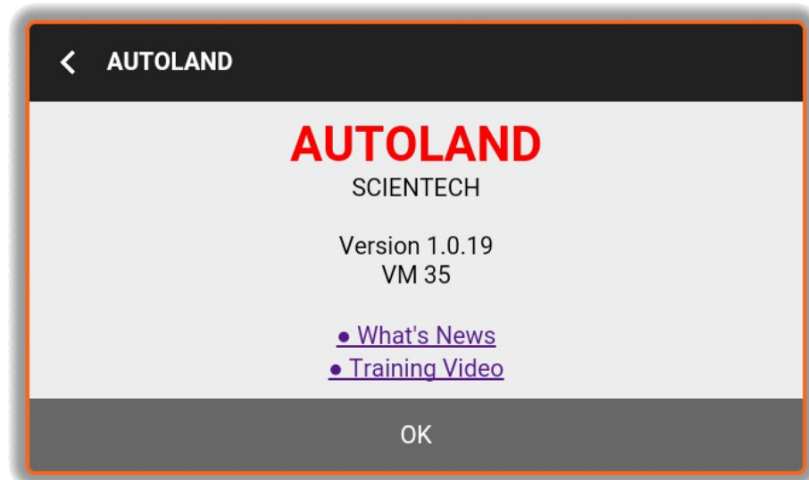 AUTOLAND
AUTOLAND
SCIENTECH
Version 1.0.19
VM 35
● What's News
● Training Video
OK